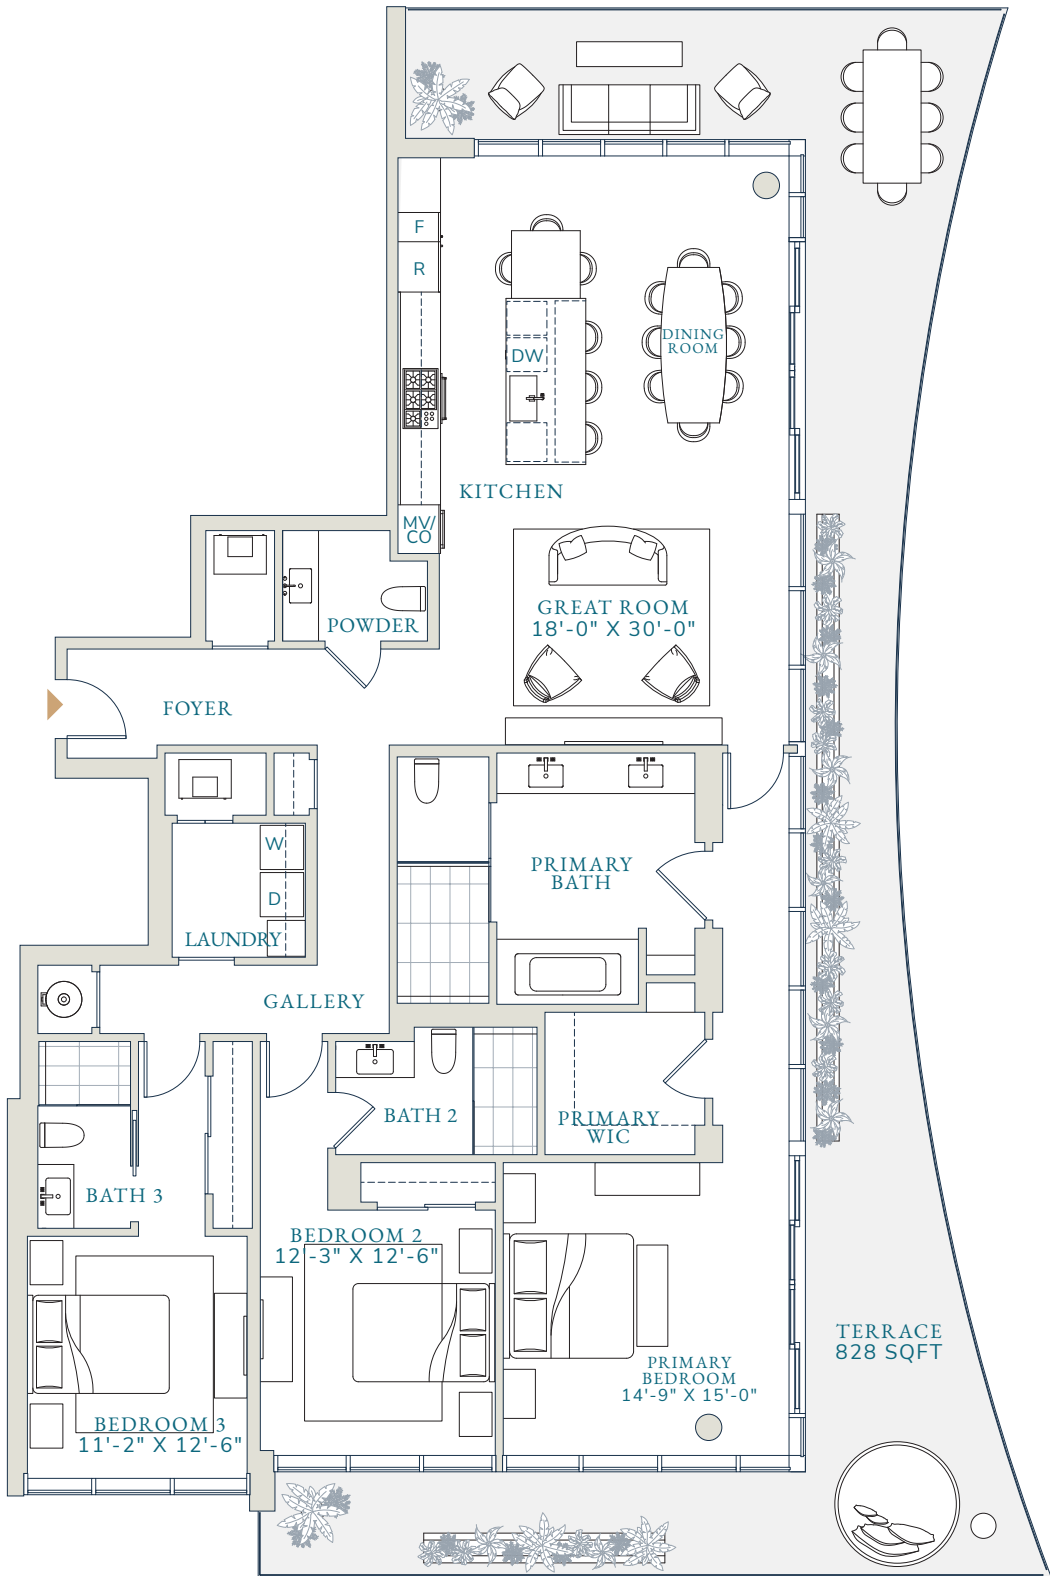 F
R
DINING
ROOM
DW
KITCHEN
MV/
CO
GREAT ROOM
18'-0" X 30'-0"
POWDER
FOYER
W
D
LAUNDRY
PRIMARY
BATH
GALLERY
BATH 2
PRIMARY
WIC
BATH 3
BEDROOM 2
12'-3" X 12'-6"
TERRACE
828 SQFT
PRIMARY
BEDROOM
14'-9" X 15'-0"
BEDROOM 3
11'-2" X 12'-6"